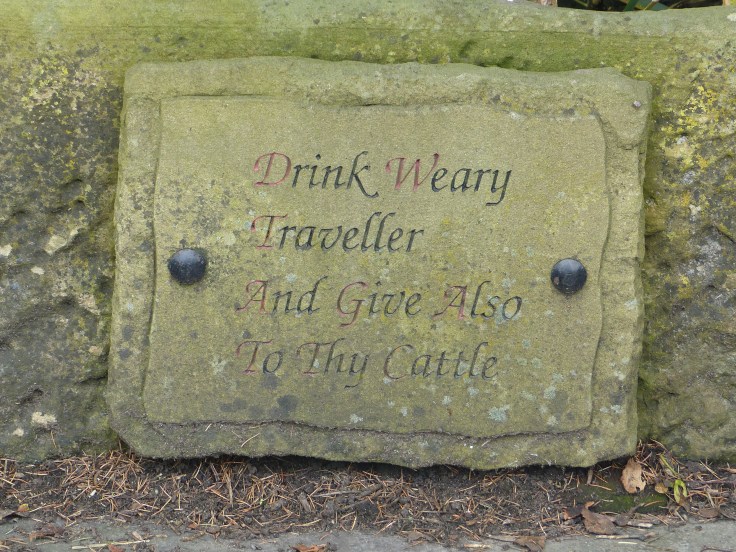 Drink Weary
Traveller
And Give Also
To Thy Cattle